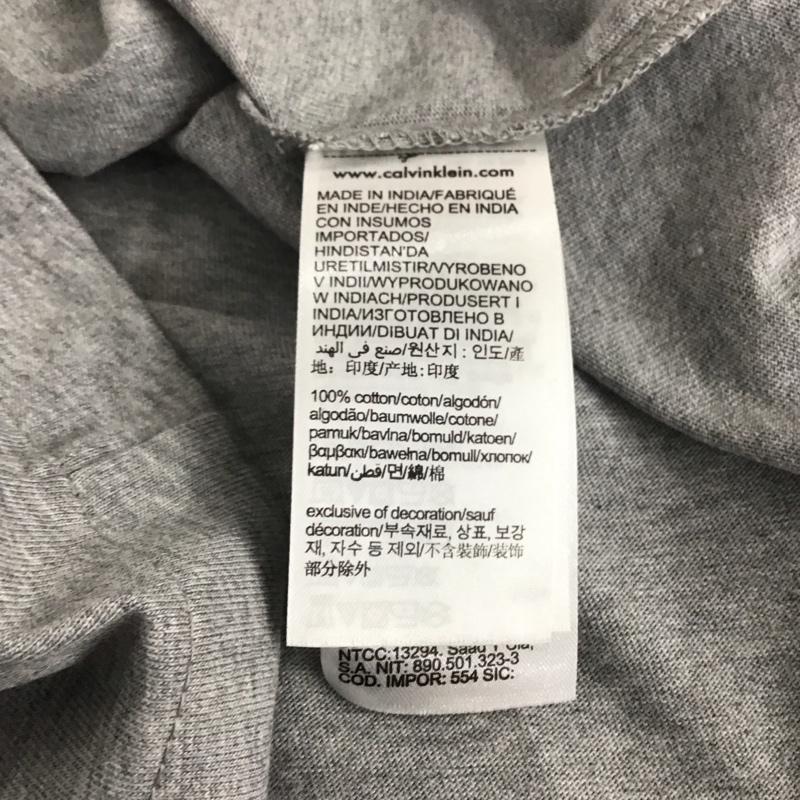 www.calvinklein.com
MADE IN INDIA/FABRIQUÉ
EN INDE/HECHO EN INDIA
CON INSUMOS
IMPORTADOS/
HINDISTAN'DA
URETILMISTIR/VYROBENO
V INDII/WYPRODUKOWANO
W INDIACH/PRODUSERT I
INDIA/ИЗГОТОВЛЕНО В
ИНДИИ/DIBUAT DI INDIA/
صنع في الهند/원산지 : 인도/產
地: 印度/产地:印度
100% cotton/coton/algodón/
algodão/baumwolle/cotone/
pamuk/bavlna/bomuld/katoen/
βαμβακι/bawełna/bomull/хлопок/
katun/قطن/면/綿/棉
exclusive of decoration/sauf
décoration/부속재료, 상표, 보강
재, 자수 등 제외/不含裝飾/装饰
部分除外
NTCC:13294. Saad Y Cia,
S.A. NIT: 890.501.323-3
COD. IMPOR: 554 SIC: